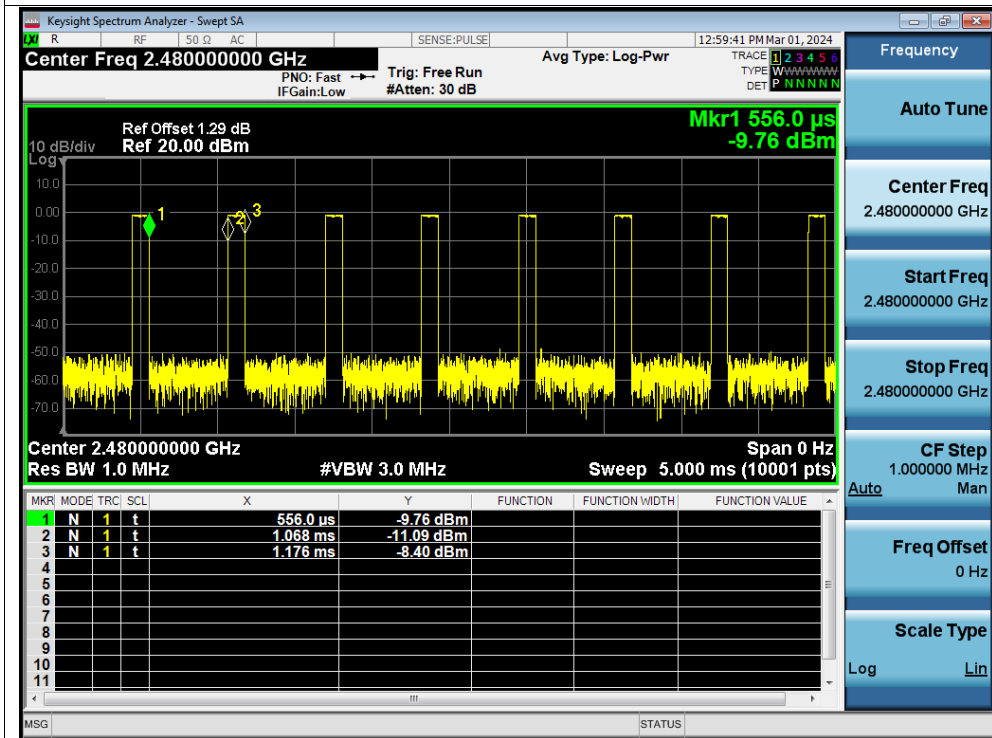 Keysight Spectrum Analyzer - Swept SA
LXI R RF 50 Ω AC SENSE:PULSE 12:59:41 PM Mar 01, 2024
Center Freq 2.480000000 GHz Avg Type: Log-Pwr TRACE 1 2 3 4 5 6
PNO: Fast Trig: Free Run TYPE WWWWWW
IFGain:Low #Atten: 30 dB DET P N N N N N
Mkr1 556.0 µs
Ref Offset 1.29 dB
10 dB/div Ref 20.00 dBm -9.76 dBm
Log
10.0
0.00
-10.0
-20.0
-30.0
-40.0
-50.0
-60.0
-70.0
1
2
3
Center 2.480000000 GHz Span 0 Hz
Res BW 1.0 MHz #VBW 3.0 MHz Sweep 5.000 ms (10001 pts)
MKR MODE TRC SCL X Y FUNCTION FUNCTION WIDTH FUNCTION VALUE
1 N 1 t 556.0 µs -9.76 dBm
2 N 1 t 1.068 ms -11.09 dBm
3 N 1 t 1.176 ms -8.40 dBm
4
5
6
7
8
9
10
11
MSG STATUS
Frequency
Auto Tune
Center Freq
2.480000000 GHz
Start Freq
2.480000000 GHz
Stop Freq
2.480000000 GHz
CF Step
1.000000 MHz
Auto Man
Freq Offset
0 Hz
Scale Type
Log Lin